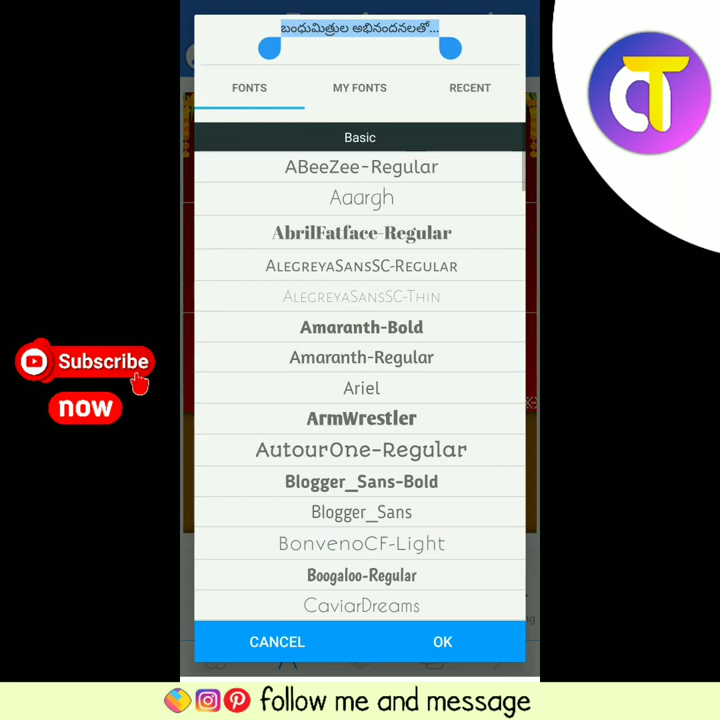 బంధుమిత్రుల అభినందనలతో...
FONTS
MY FONTS
RECENT
Basic
ABeeZee-Regular
Aaargh
AbrilFatface-Regular
AlegreyaSansSC-Regular
AlegreyaSansSC-Thin
Amaranth-Bold
Amaranth-Regular
Ariel
ArmWrestler
AutourOne-Regular
Blogger_Sans-Bold
Blogger_Sans
BonvenoCF-Light
Boogaloo-Regular
CaviarDreams
CANCEL
OK
Subscribe
now
follow me and message